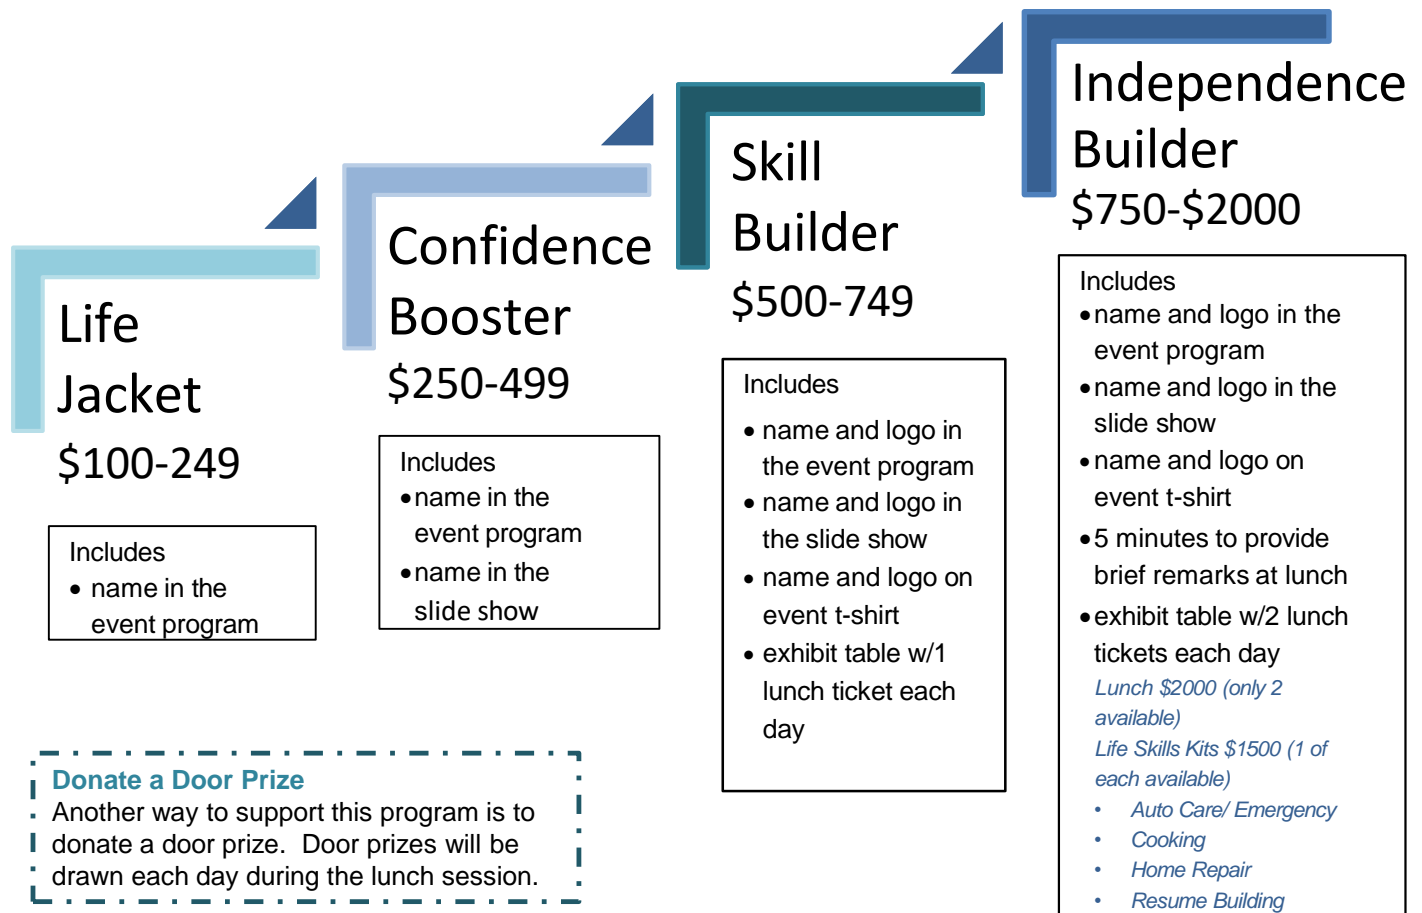 Life
Jacket
$100-249
Includes
• name in the
event program
Confidence
Booster
$250-499
Includes
• name in the
event program
• name in the
slide show
Skill
Builder
$500-749
Includes
• name and logo in
the event program
• name and logo in
the slide show
• name and logo on
event t-shirt
• exhibit table w/1
lunch ticket each
day
Independence
Builder
$750-$2000
Includes
• name and logo in the
event program
• name and logo in the
slide show
• name and logo on
event t-shirt
• 5 minutes to provide
brief remarks at lunch
• exhibit table w/2 lunch
tickets each day
Lunch $2000 (only 2
available)
Life Skills Kits $1500 (1 of
each available)
• Auto Care/ Emergency
• Cooking
• Home Repair
• Resume Building
Donate a Door Prize
Another way to support this program is to
donate a door prize.  Door prizes will be
drawn each day during the lunch session.